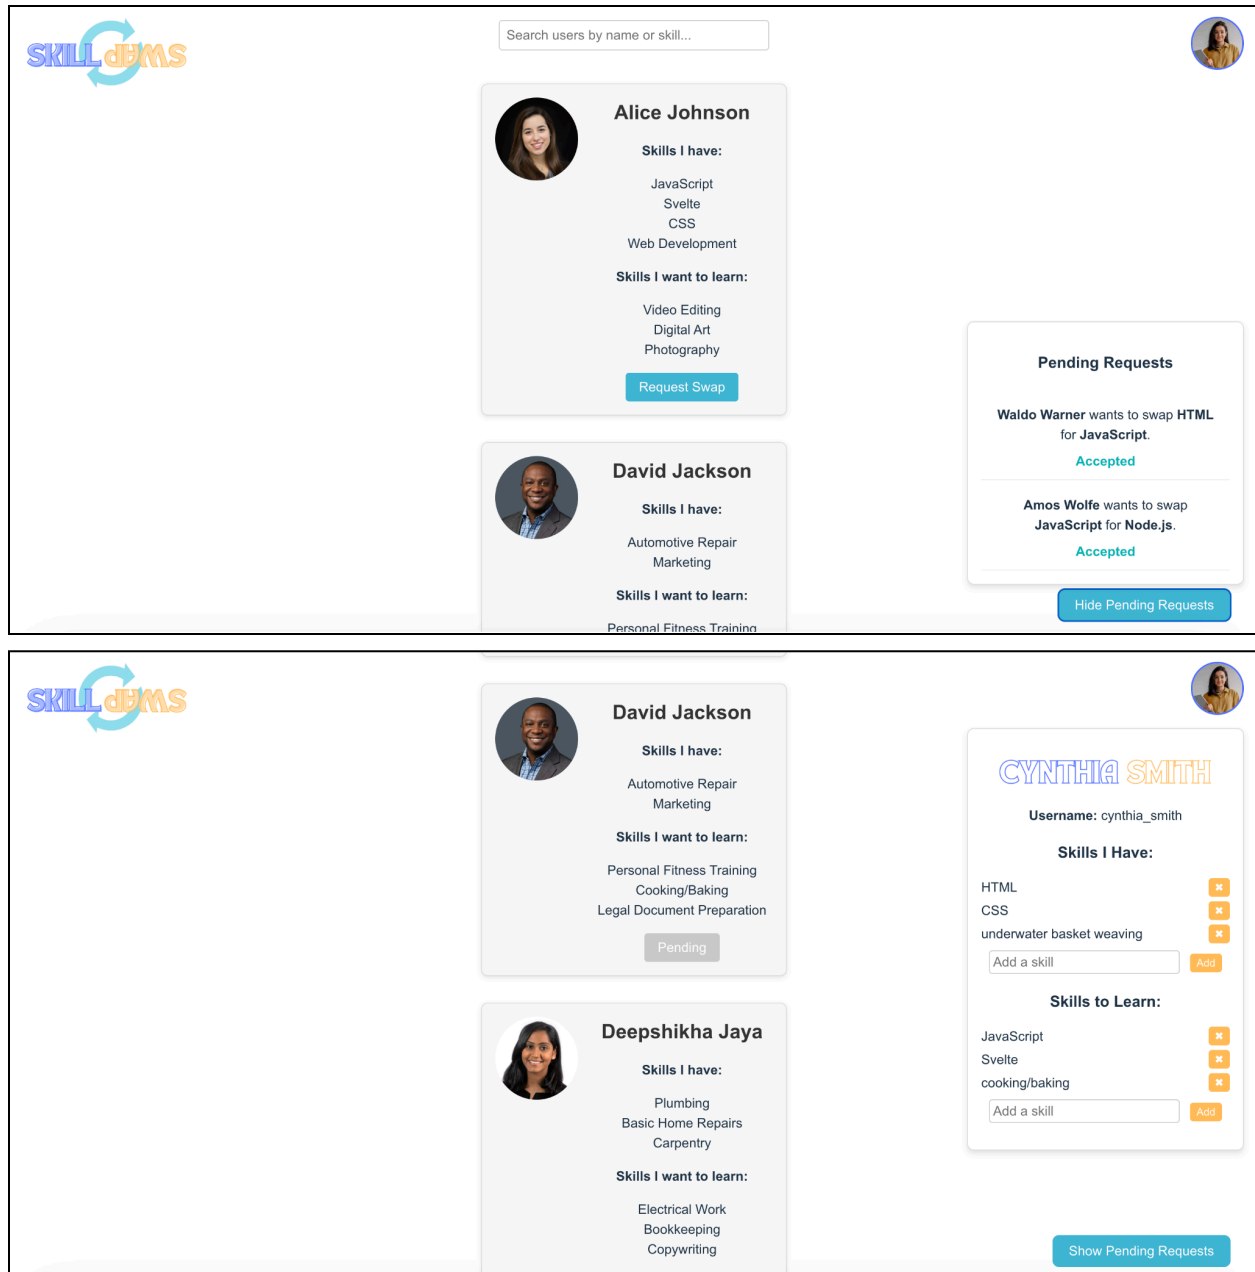 SKILL SWAP
Search users by name or skill...
Alice Johnson
Skills I have:
JavaScript
Svelte
CSS
Web Development
Skills I want to learn:
Video Editing
Digital Art
Photography
Request Swap
David Jackson
Skills I have:
Automotive Repair
Marketing
Skills I want to learn:
Personal Fitness Training
Pending Requests
Waldo Warner wants to swap HTML
for JavaScript.
Accepted
Amos Wolfe wants to swap
JavaScript for Node.js.
Accepted
Hide Pending Requests
SKILL SWAP
David Jackson
Skills I have:
Automotive Repair
Marketing
Skills I want to learn:
Personal Fitness Training
Cooking/Baking
Legal Document Preparation
Pending
Deepshikha Jaya
Skills I have:
Plumbing
Basic Home Repairs
Carpentry
Skills I want to learn:
Electrical Work
Bookkeeping
Copywriting
CYNTHIA SMITH
Username: cynthia_smith
Skills I Have:
HTML
CSS
underwater basket weaving
Add a skill Add
Skills to Learn:
JavaScript
Svelte
cooking/baking
Add a skill Add
Show Pending Requests